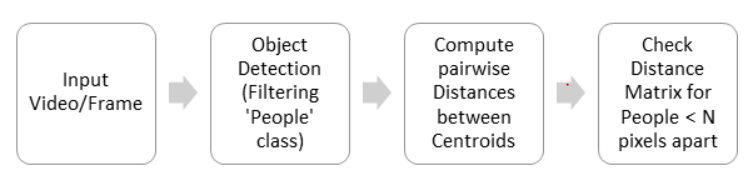 Input
Video/Frame
Object
Detection
(Filtering
'People'
class)
Compute
pairwise
Distances
between
Centroids
Check
Distance
Matrix for
People < N
pixels apart